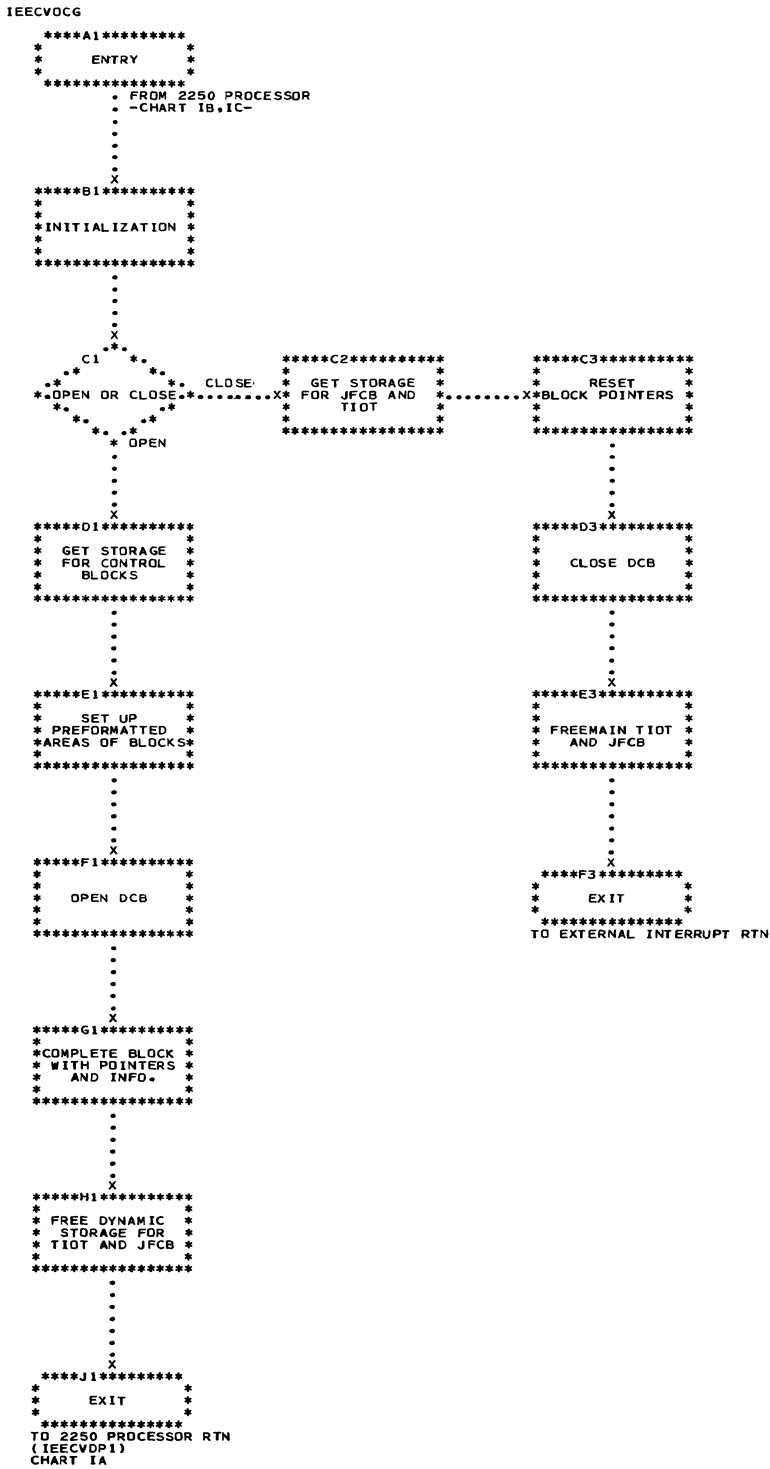 IEECVOCG
A1
ENTRY
FROM 2250 PROCESSOR
-CHART IB,IC-
B1
INITIALIZATION
C1
OPEN OR CLOSE
CLOSE
OPEN
C2
GET STORAGE
FOR JFCB AND
TIOT
C3
RESET
BLOCK POINTERS
D1
GET STORAGE
FOR CONTROL
BLOCKS
D3
CLOSE DCB
E1
SET UP
PREFORMATTED
AREAS OF BLOCKS
E3
FREEMAIN TIOT
AND JFCB
F1
OPEN DCB
F3
EXIT
TO EXTERNAL INTERRUPT RTN
G1
COMPLETE BLOCK
WITH POINTERS
AND INFO.
H1
FREE DYNAMIC
STORAGE FOR
TIOT AND JFCB
J1
EXIT
TO 2250 PROCESSOR RTN
(IEECVDP1)
CHART IA